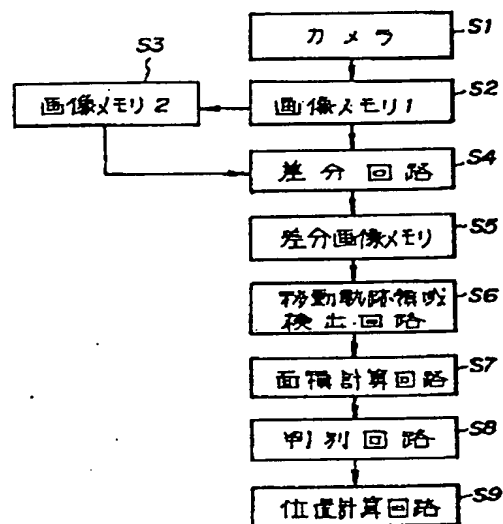 S1
カメラ
S3
S2
画像メモリ2
画像メモリ1
S4
差分回路
S5
差分画像メモリ
S6
移動軌跡領域
検出回路
S7
面積計算回路
S8
判別回路
S9
位置計算回路